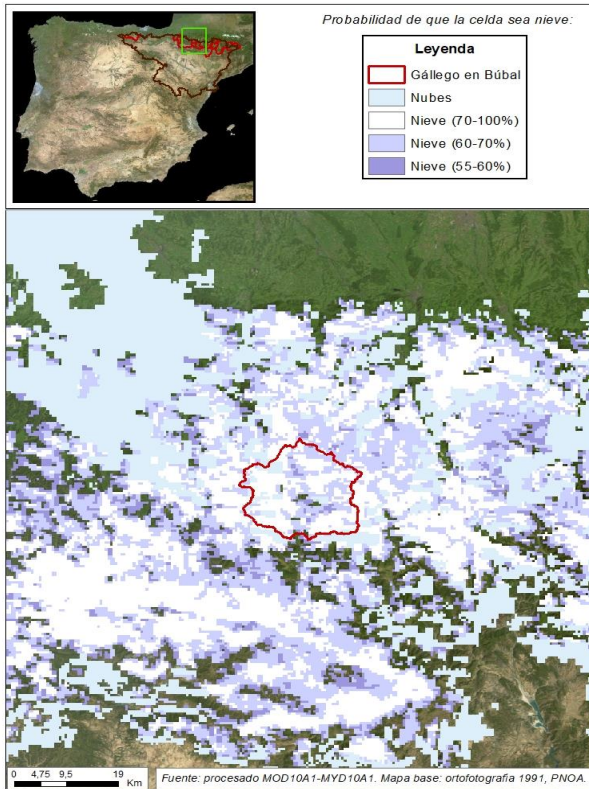 Probabilidad de que la celda sea nieve:
Leyenda
Gállego en Búbal
Nubes
Nieve (70-100%)
Nieve (60-70%)
Nieve (55-60%)
0 4,75 9,5 19
Km
Fuente: procesado MOD10A1-MYD10A1. Mapa base: ortofotografia 1991, PNOA.